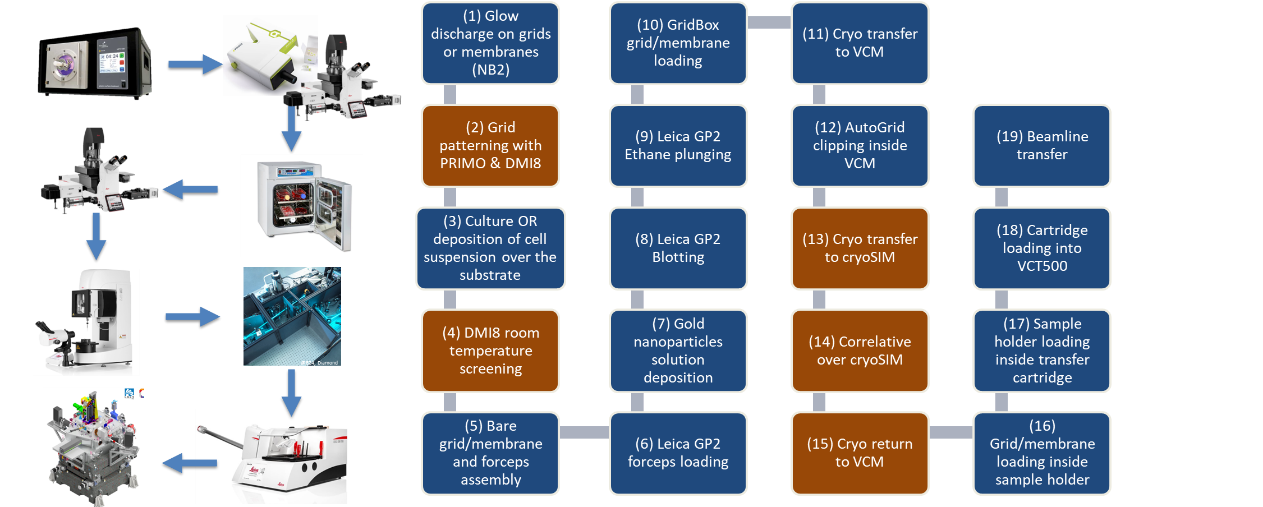 (1) Glow
discharge on grids
or membranes
(NB2)
(2) Grid
patterning with
PRIMO & DMI8
(3) Culture OR
deposition of cell
suspension over the
substrate
(4) DMI8 room
temperature
screening
(5) Bare
grid/membrane
and forceps
assembly
(6) Leica GP2
forceps loading
(7) Gold
nanoparticles
solution
deposition
(8) Leica GP2
Blotting
(9) Leica GP2
Ethane plunging
(10) GridBox
grid/membrane
loading
(11) Cryo transfer
to VCM
(12) AutoGrid
clipping inside
VCM
(13) Cryo transfer
to cryoSIM
(14) Correlative
over cryoSIM
(15) Cryo return
to VCM
(16)
Grid/membrane
loading inside
sample holder
(17) Sample
holder loading
inside transfer
cartridge
(18) Cartridge
loading into
VCT500
(19) Beamline
transfer